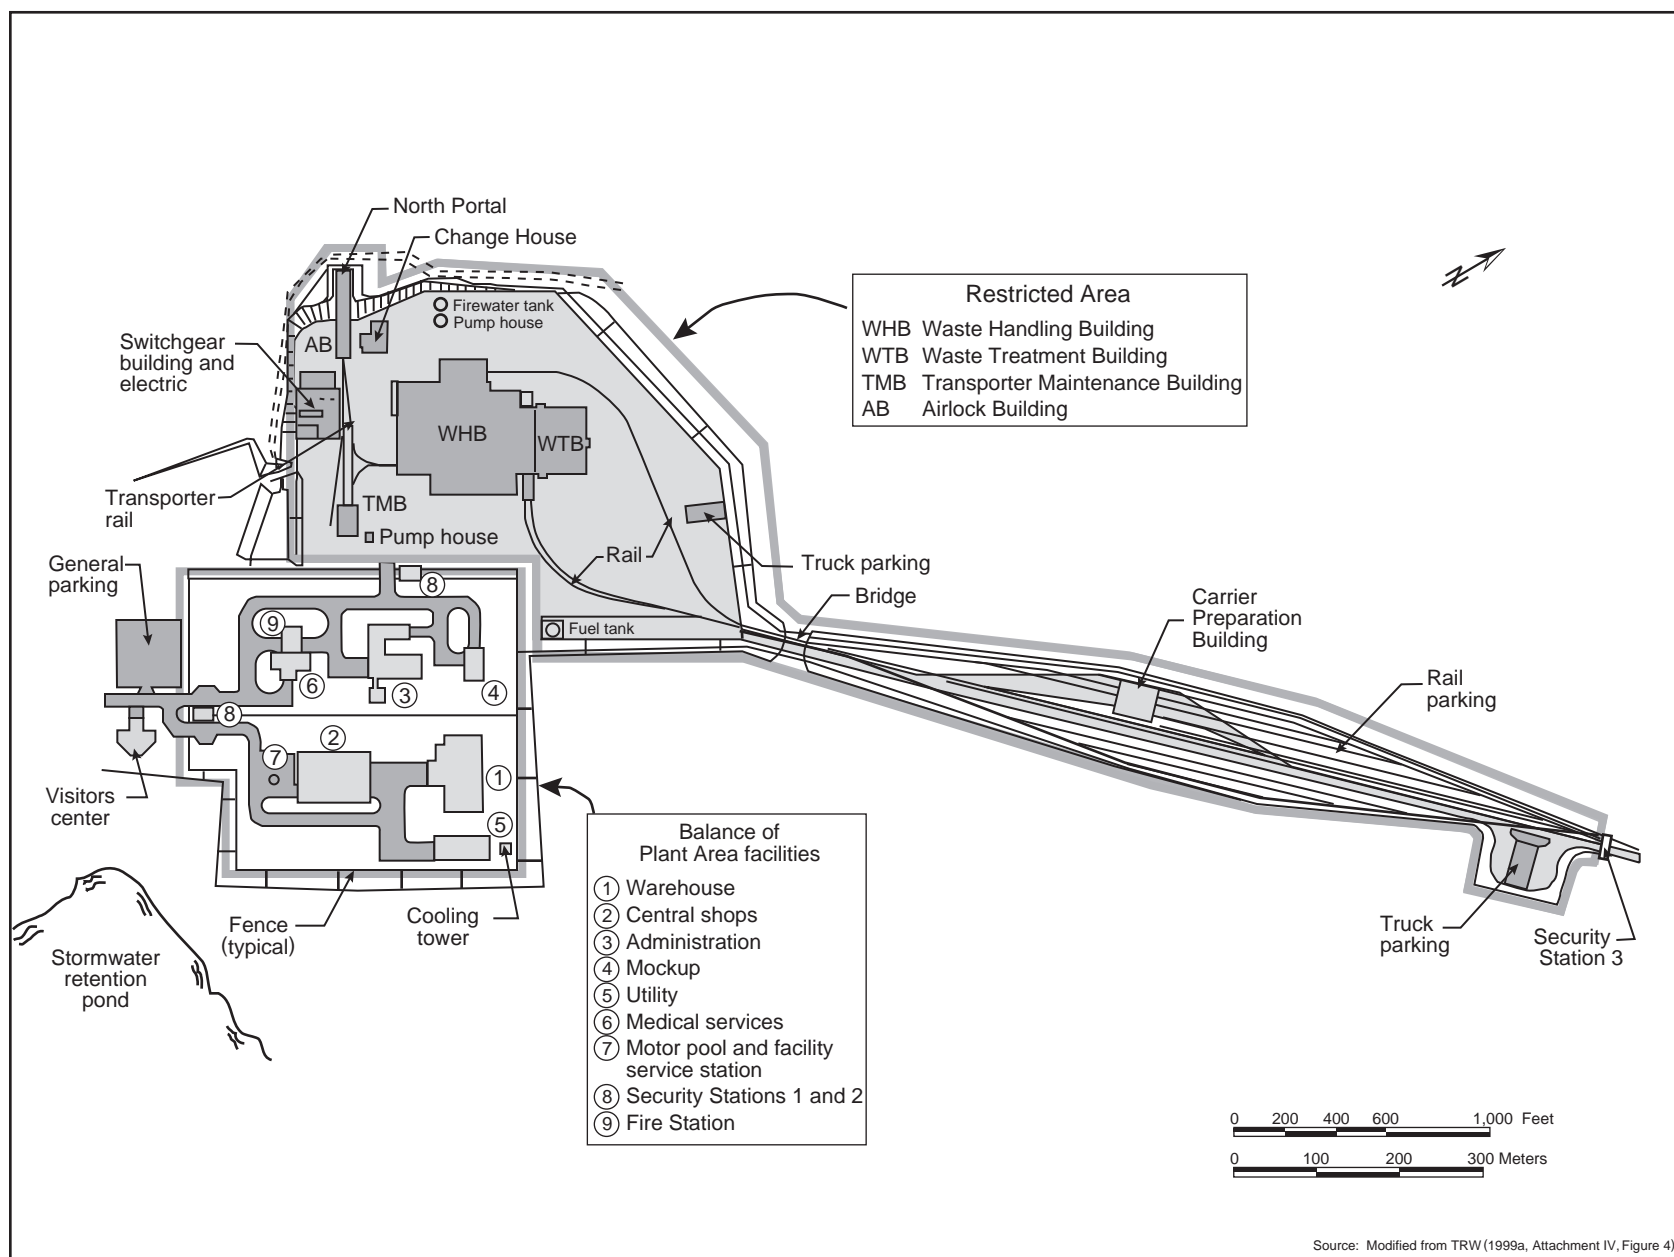 North Portal
Change House
Firewater tank
Pump house
Switchgear
building and
electric
AB
WHB
WTB
Transporter
rail
TMB
Pump house
Rail
Truck parking
Bridge
N
Restricted Area
WHB Waste Handling Building
WTB Waste Treatment Building
TMB Transporter Maintenance Building
AB Airlock Building
General
parking
8
9
6
3
4
Fuel tank
Carrier
Preparation
Building
Rail
parking
8
2
7
1
5
Visitors
center
Fence
(typical)
Cooling
tower
Stormwater
retention
pond
Balance of
Plant Area facilities
1 Warehouse
2 Central shops
3 Administration
4 Mockup
5 Utility
6 Medical services
7 Motor pool and facility
service station
8 Security Stations 1 and 2
9 Fire Station
Truck
parking
Security
Station 3
0 200 400 600 1,000 Feet
0 100 200 300 Meters
Source: Modified from TRW (1999a, Attachment IV, Figure 4)